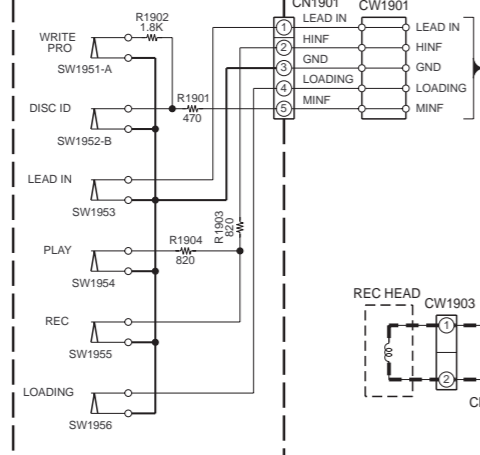 CN1901
CW1901
R1902
1.8K
WRITE
PRO
SW1951-A
1 LEAD IN
LEAD IN
2 HINF
HINF
3 GND
GND
4 LOADING
LOADING
5 MINF
MINF
DISC ID
R1901
470
SW1952-B
LEAD IN
SW1953
R1903
820
PLAY
R1904
820
SW1954
REC HEAD
CW1903
1
2
REC
SW1955
LOADING
SW1956